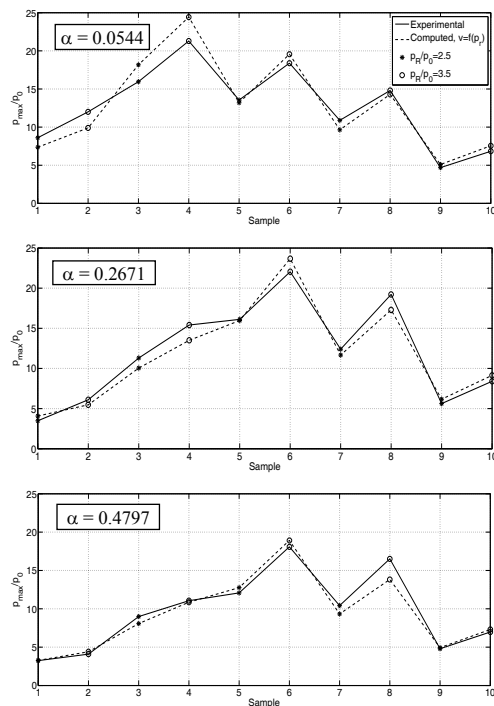 α = 0.0544
Experimental
Computed, v=f(p_r)
p_R/p_0=2.5
p_R/p_0=3.5
p_max/p_0
25
20
15
10
5
0
1 2 3 4 5 6 7 8 9 10
Sample
α = 0.2671
p_max/p_0
25
20
15
10
5
0
1 2 3 4 5 6 7 8 9 10
Sample
α = 0.4797
p_max/p_0
25
20
15
10
5
0
1 2 3 4 5 6 7 8 9 10
Sample